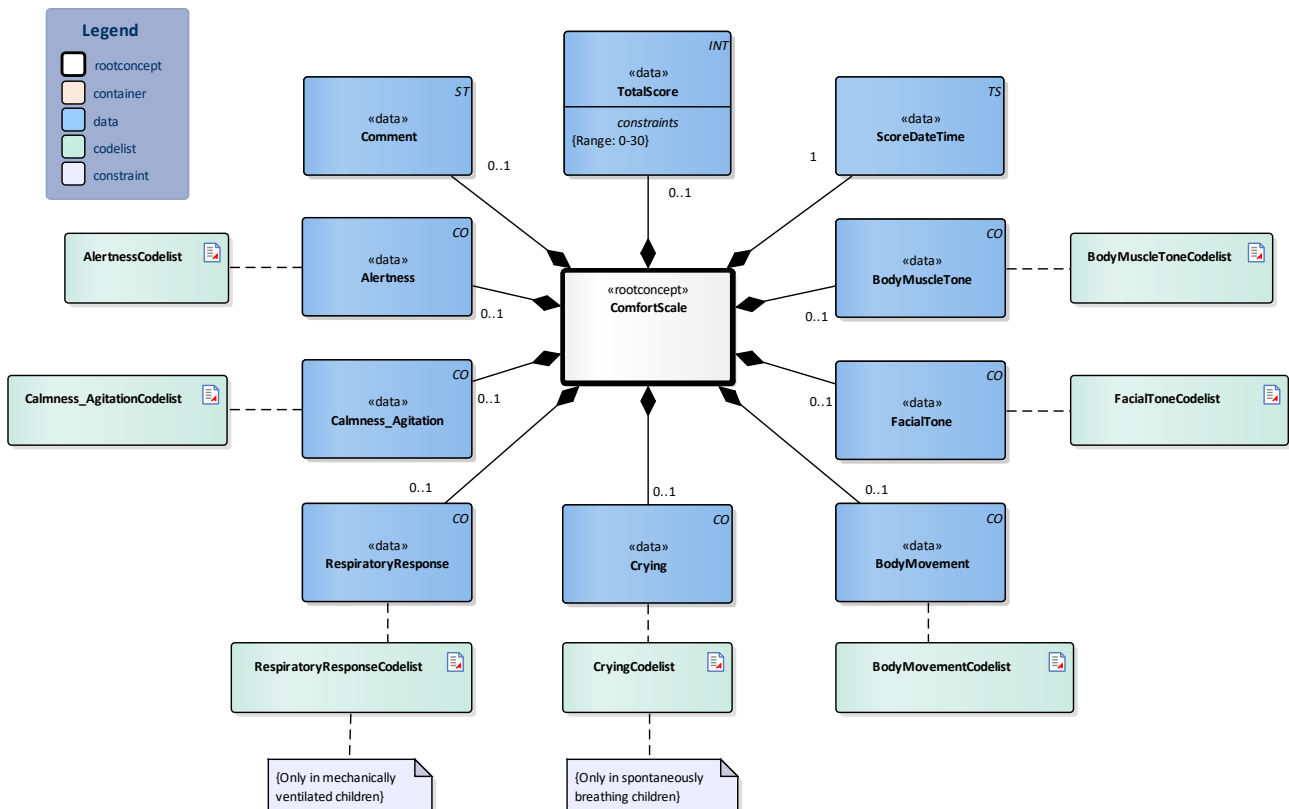 Legend
rootconcept
container
data
codelist
constraint
INT
«data»
TotalScore
constraints
{Range: 0-30}
0..1
ST
«data»
Comment
0..1
TS
«data»
ScoreDateTime
1
AlertnessCodelist
CO
«data»
Alertness
0..1
«rootconcept»
ComfortScale
CO
«data»
BodyMuscleTone
0..1
BodyMuscleToneCodelist
Calmness_AgitationCodelist
CO
«data»
Calmness_Agitation
0..1
CO
«data»
FacialTone
0..1
FacialToneCodelist
0..1
CO
«data»
RespiratoryResponse
0..1
CO
«data»
Crying
0..1
CO
«data»
BodyMovement
RespiratoryResponseCodelist
CryingCodelist
BodyMovementCodelist
{Only in mechanically
ventilated children}
{Only in spontaneously
breathing children}